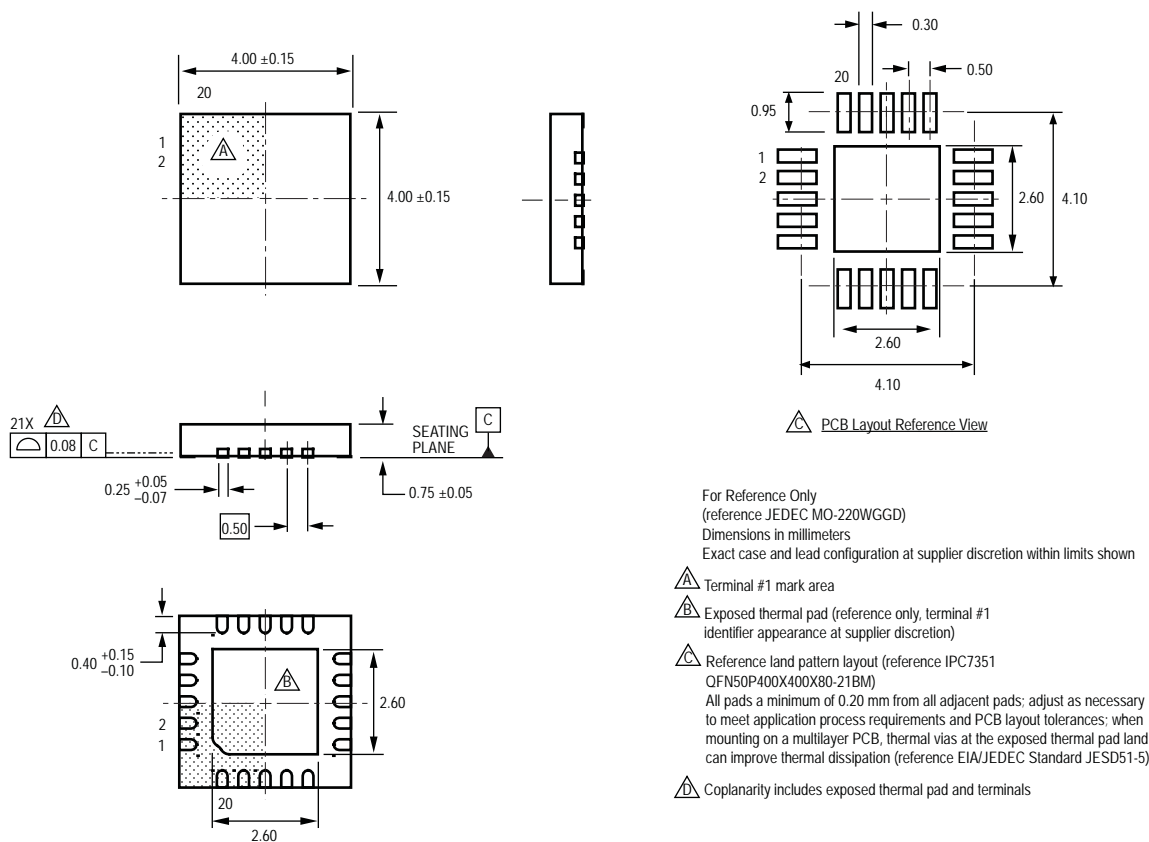 4.00 ±0.15
20
1
2
A
4.00 ±0.15
0.30
20
0.50
0.95
1
2
2.60
4.10
2.60
4.10
C PCB Layout Reference View
21X D
0.08 C
SEATING
PLANE
C
0.25 +0.05
–0.07
0.50
0.75 ±0.05
0.40 +0.15
–0.10
B
2
1
2.60
20
2.60
For Reference Only
(reference JEDEC MO-220WGGD)
Dimensions in millimeters
Exact case and lead configuration at supplier discretion within limits shown
A Terminal #1 mark area
B Exposed thermal pad (reference only, terminal #1
identifier appearance at supplier discretion)
C Reference land pattern layout (reference IPC7351
QFN50P400X400X80-21BM)
All pads a minimum of 0.20 mm from all adjacent pads; adjust as necessary
to meet application process requirements and PCB layout tolerances; when
mounting on a multilayer PCB, thermal vias at the exposed thermal pad land
can improve thermal dissipation (reference EIA/JEDEC Standard JESD51-5)
D Coplanarity includes exposed thermal pad and terminals